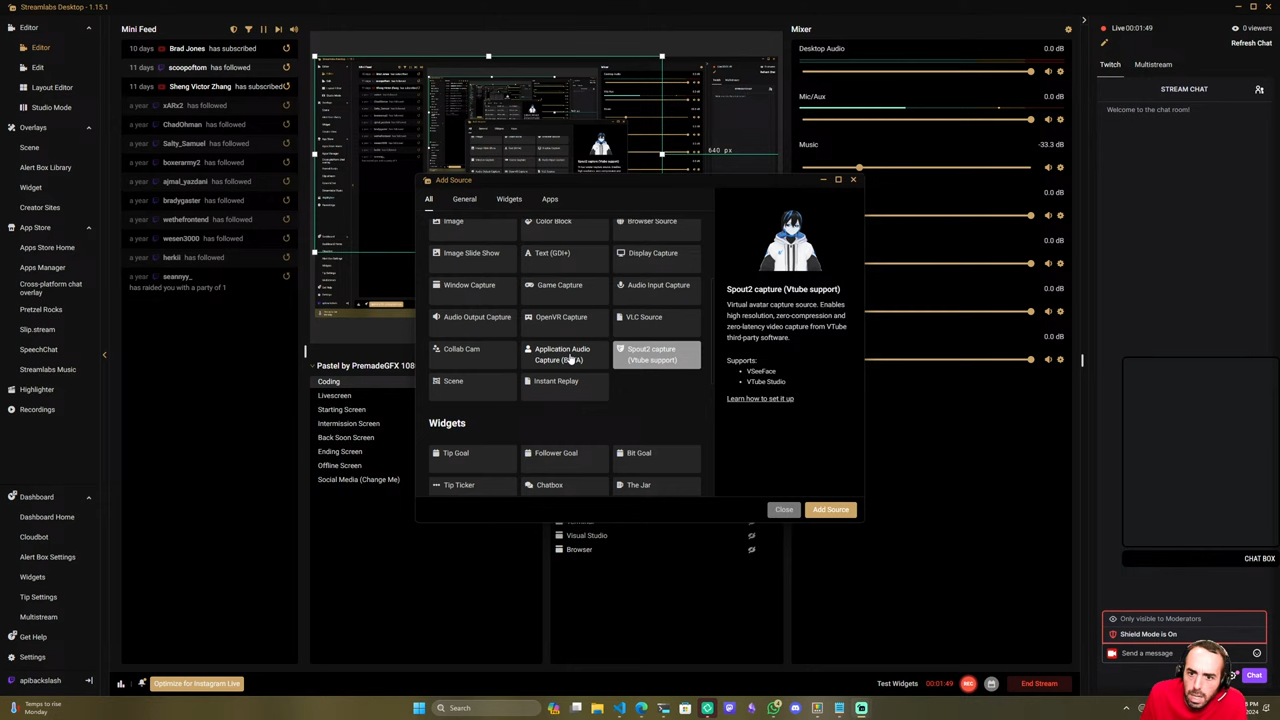 Streamlabs Desktop - 1.15.1
Editor
Editor
Edit
Layout Editor
Studio Mode
Overlays
Scene
Alert Box Library
Widget
Creator Sites
App Store
Apps Store Home
Apps Manager
Cross-platform chat
overlay
Pretzel Rocks
Slip.stream
SpeechChat
Streamlabs Music
Highlighter
Recordings
Dashboard
Dashboard Home
Cloudbot
Alert Box Settings
Widgets
Tip Settings
Multistream
Get Help
Settings
apibackslash
Mini Feed
10 days Brad Jones has subscribed
11 days scoopoftom has followed
11 days Sheng Victor Zhang has subscribed
a year xARx2 has followed
a year ChadOhman has followed
a year Salty_Samuel has followed
a year boxerarmy2 has followed
a year ajmal_yazdani has followed
a year bradygaster has followed
a year wethefrontend has followed
a year wesen3000 has followed
a year herkii has followed
a year seannyy_
has raided you with a party of 1
640 px
Pastel by PremadeGFX 108
Coding
Livescreen
Starting Screen
Intermission Screen
Back Soon Screen
Ending Screen
Offline Screen
Social Media (Change Me)
Add Source
All General Widgets Apps
Image Color Block Browser Source
Image Slide Show Text (GDI+) Display Capture
Window Capture Game Capture Audio Input Capture
Audio Output Capture OpenVR Capture VLC Source
Collab Cam Application Audio
Capture (BETA) Spout2 capture
(Vtube support)
Scene Instant Replay
Widgets
Tip Goal Follower Goal Bit Goal
Tip Ticker Chatbox The Jar
Spout2 capture (Vtube support)
Virtual avatar capture source. Enables
high resolution, zero-compression and
zero-latency video capture from VTube
third-party software.
Supports:
• VSeeFace
• VTube Studio
Learn how to set it up
Close Add Source
Visual Studio
Browser
Mixer
Desktop Audio 0.0 dB
Mic/Aux 0.0 dB
Music -33.3 dB
0.0 dB
0.0 dB
0.0 dB
0.0 dB
Live 00:01:49 0 viewers
Refresh Chat
Twitch Multistream
STREAM CHAT
Welcome to the chat room!
CHAT BOX
Only visible to Moderators
Shield Mode is On
Send a message
Chat
Optimize for Instagram Live
Test Widgets 00:01:49 REC End Stream
Temps to rise
Monday
Search